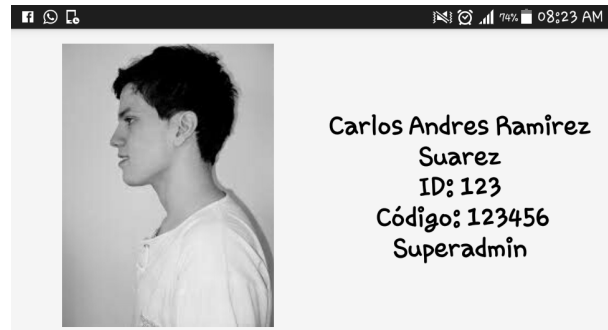 74% 08:23 AM
Carlos Andres Ramirez
Suarez
ID: 123
Código: 123456
Superadmin